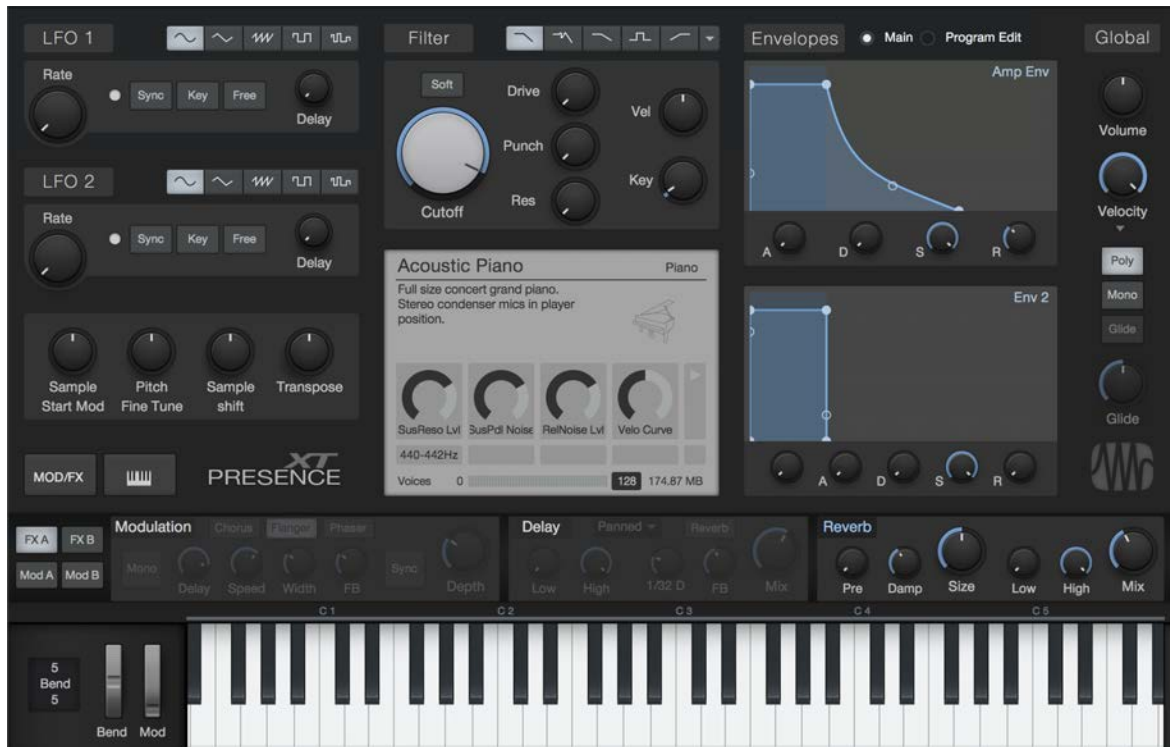 LFO 1
Rate
Sync Key Free
Delay
LFO 2
Rate
Sync Key Free
Delay
Sample Start Mod
Pitch Fine Tune
Sample shift
Transpose
MOD/FX
PRESENCE XT
Filter
Soft
Cutoff
Drive
Punch
Res
Vel
Key
Acoustic Piano Piano
Full size concert grand piano.
Stereo condenser mics in player
position.
SusReso Lvl SusPdl Noise RelNoise Lvl Velo Curve
440-442Hz
Voices 0 128 174.87 MB
Envelopes Main Program Edit
Amp Env
A D S R
Env 2
A D S R
Global
Volume
Velocity
Poly
Mono
Glide
Glide
FX A FX B
Mod A Mod B
Modulation Chorus Flanger Phaser
Mono Sync
Delay Speed Width FB Depth
Delay Panned Reverb
Low High 1/32 D FB Mix
Reverb
Pre Damp Size Low High Mix
C 1 C 2 C 3 C 4 C 5
5
Bend
5
Bend Mod